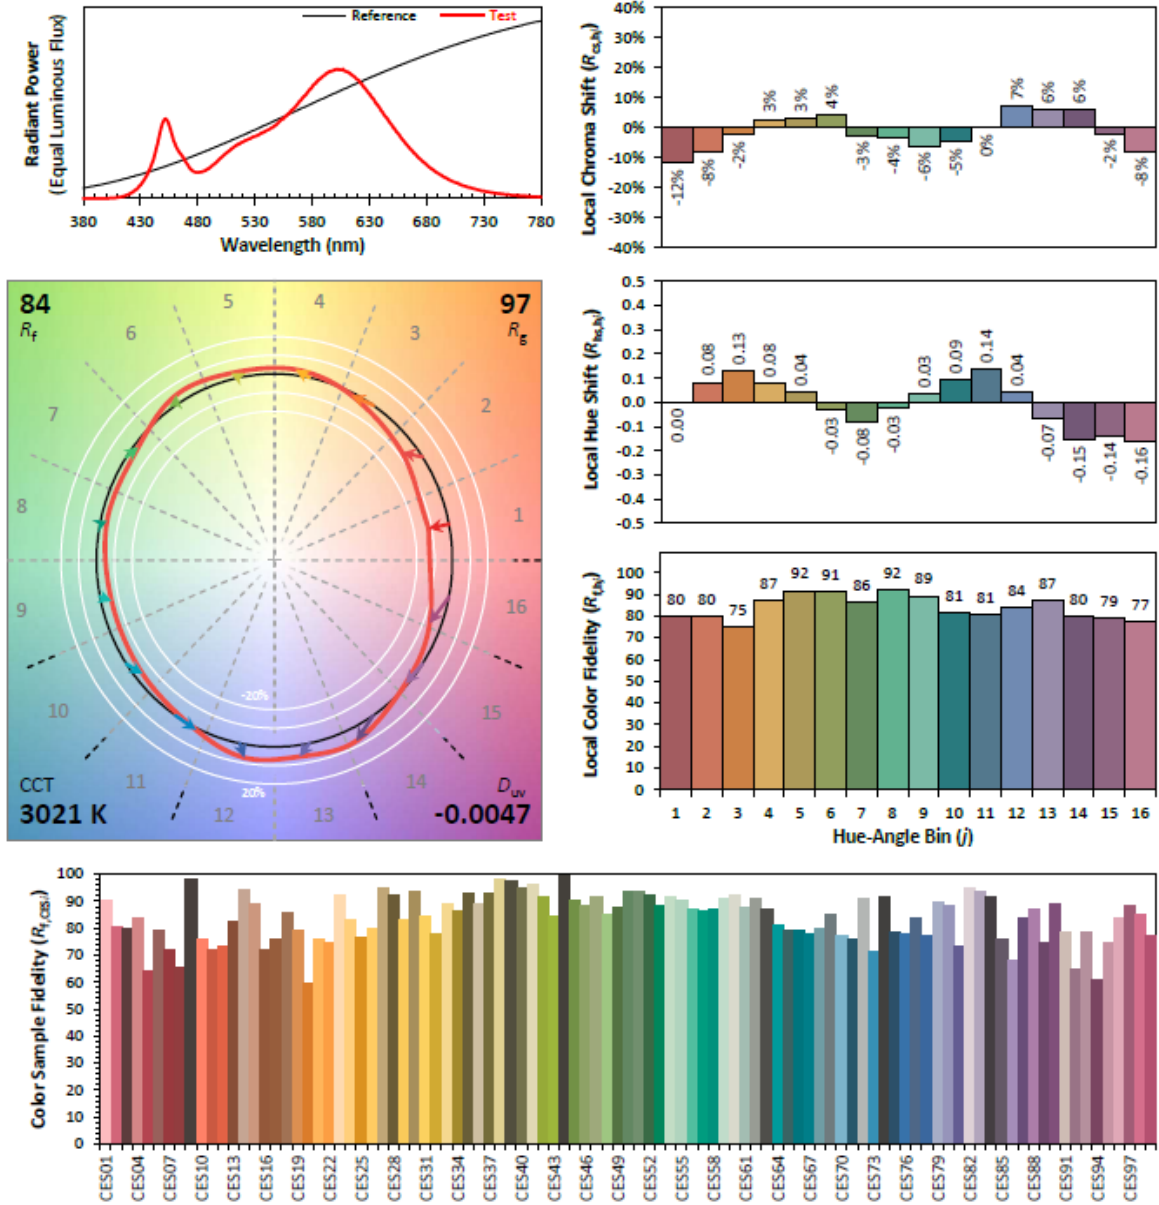 Reference Test
Radiant Power
(Equal Luminous Flux)
380 430 480 530 580 630 680 730 780
Wavelength (nm)
Local Chroma Shift (Rcs,hj)
40%
30%
20%
10%
0%
-10%
-20%
-30%
-40%
-12% -8% -2% 3% 3% 4% -3% -4% -6% -5% 0% 7% 6% 6% -2% -8%
84
Rf
97
Rg
5 4
6 3
7 2
8 1
9 16
10 15
11 14
12 13
-20%
20%
CCT
3021 K
Duv
-0.0047
Local Hue Shift (Rhs,hj)
0.5
0.4
0.3
0.2
0.1
0.0
-0.1
-0.2
-0.3
-0.4
-0.5
0.00 0.08 0.13 0.08 0.04 -0.03 -0.08 -0.03 0.03 0.09 0.14 0.04 -0.07 -0.15 -0.14 -0.16
Local Color Fidelity (Rf,hj)
100
90
80
70
60
50
40
30
20
10
0
80 80 75 87 92 91 86 92 89 81 81 84 87 80 79 77
1 2 3 4 5 6 7 8 9 10 11 12 13 14 15 16
Hue-Angle Bin (j)
Color Sample Fidelity (Rf,CESi)
100
90
80
70
60
50
40
30
20
10
0
CES01 CES04 CES07 CES10 CES13 CES16 CES19 CES22 CES25 CES28 CES31 CES34 CES37 CES40 CES43 CES46 CES49 CES52 CES55 CES58 CES61 CES64 CES67 CES70 CES73 CES76 CES79 CES82 CES85 CES88 CES91 CES94 CES97